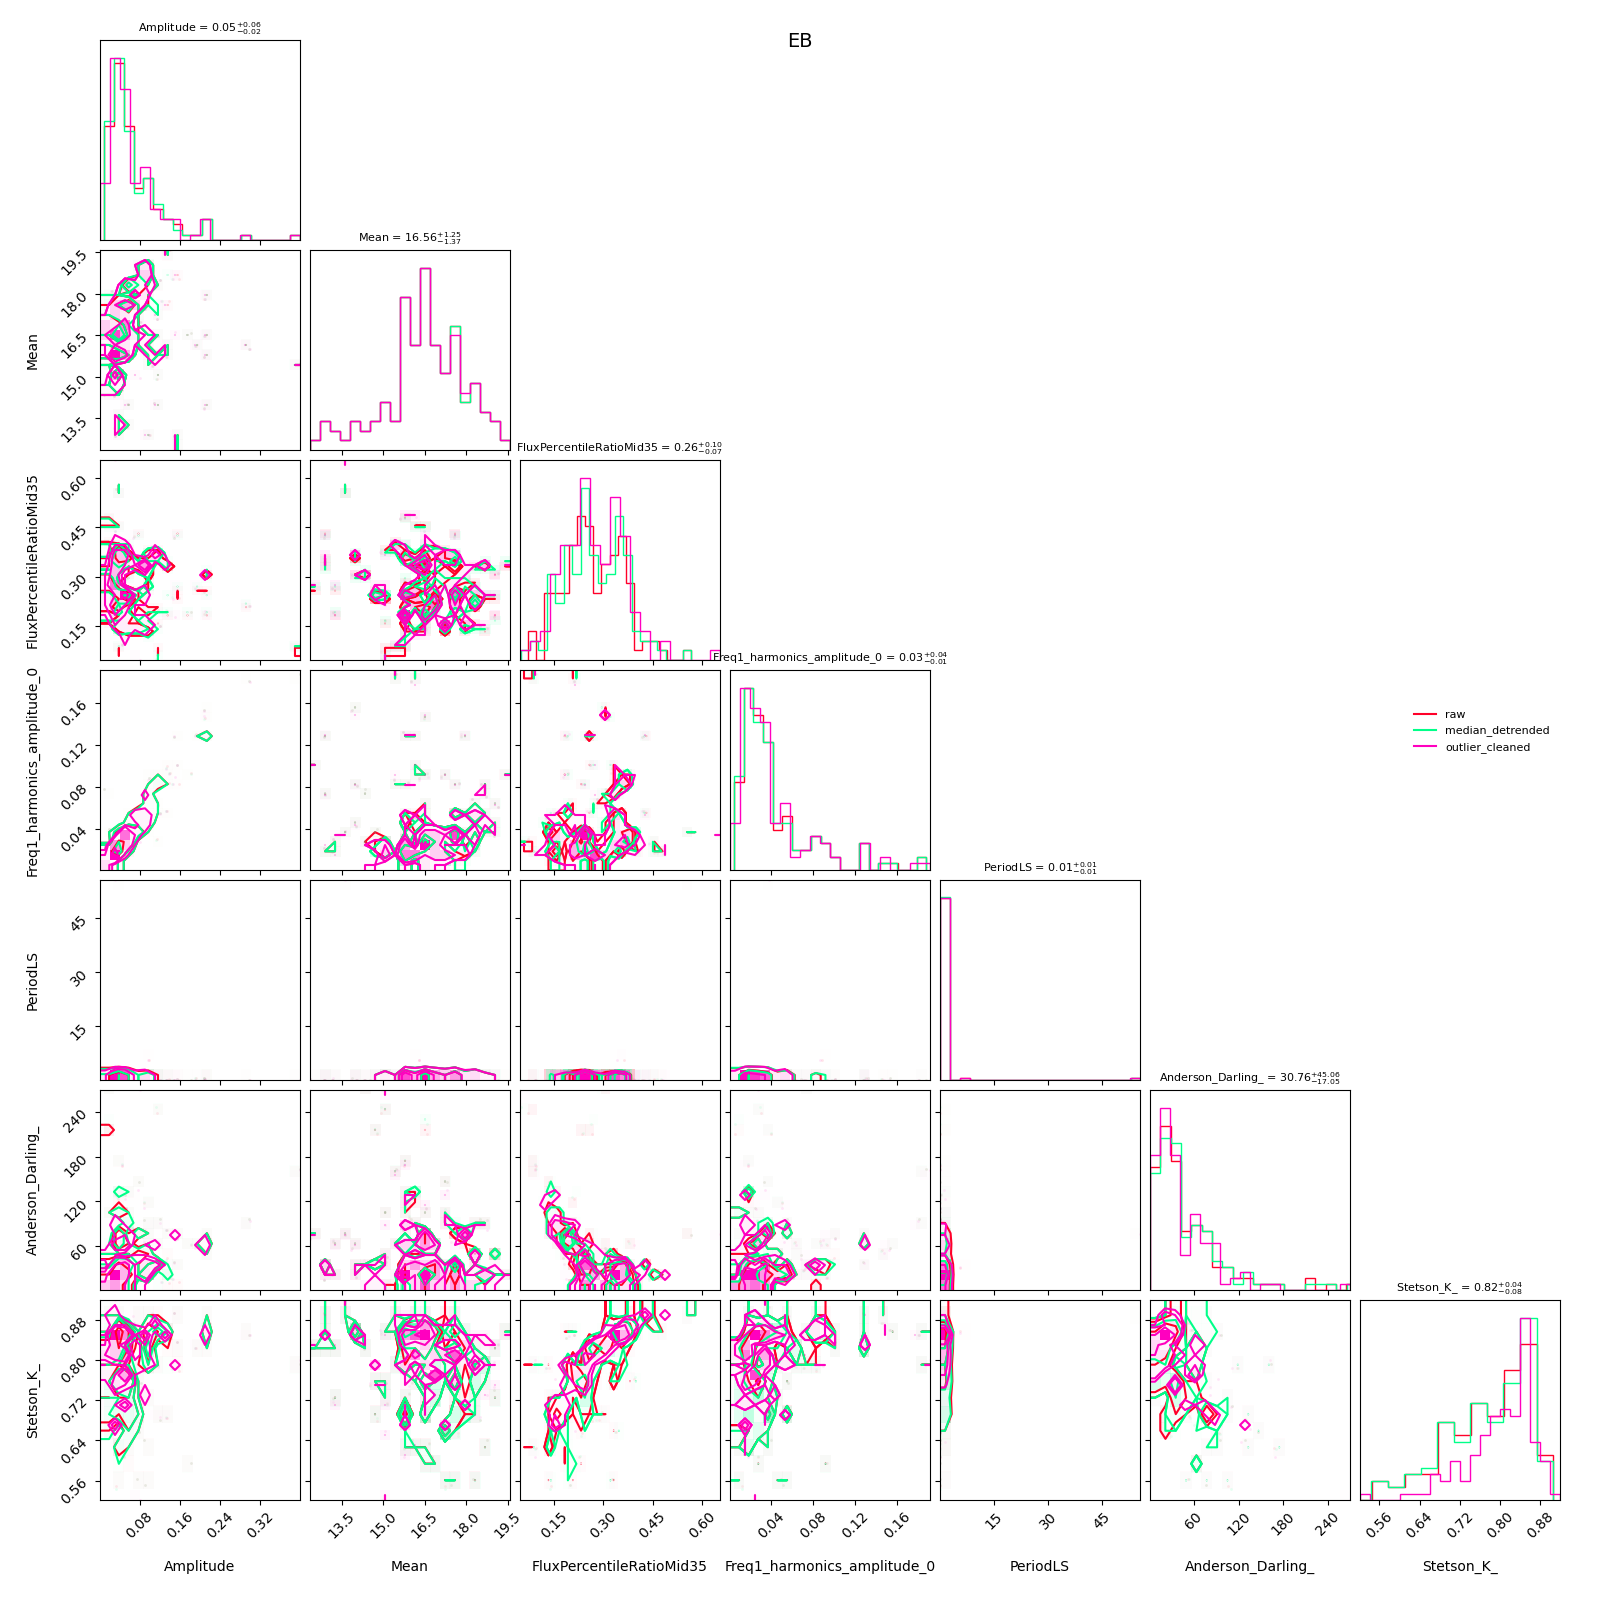 EB
Amplitude = 0.05+0.06−0.02
Mean = 16.56+1.25−1.37
19.5
18.0
16.5
15.0
13.5
Mean
FluxPercentileRatioMid35 = 0.26+0.10−0.07
0.60
0.45
0.30
0.15
FluxPercentileRatioMid35
Freq1_harmonics_amplitude_0 = 0.03+0.04−0.01
0.16
0.12
0.08
0.04
Freq1_harmonics_amplitude_0
raw
median_detrended
outlier_cleaned
PeriodLS = 0.01+0.01−0.01
45
30
15
PeriodLS
Anderson_Darling_ = 30.76+45.06−17.05
240
180
120
60
Anderson_Darling_
Stetson_K_ = 0.82+0.04−0.08
0.88
0.80
0.72
0.64
0.56
Stetson_K_
0.08 0.16 0.24 0.32 13.5 15.0 16.5 18.0 19.5 0.15 0.30 0.45 0.60 0.04 0.08 0.12 0.16 15 30 45 60 120 180 240 0.56 0.64 0.72 0.80 0.88
Amplitude Mean FluxPercentileRatioMid35 Freq1_harmonics_amplitude_0 PeriodLS Anderson_Darling_ Stetson_K_